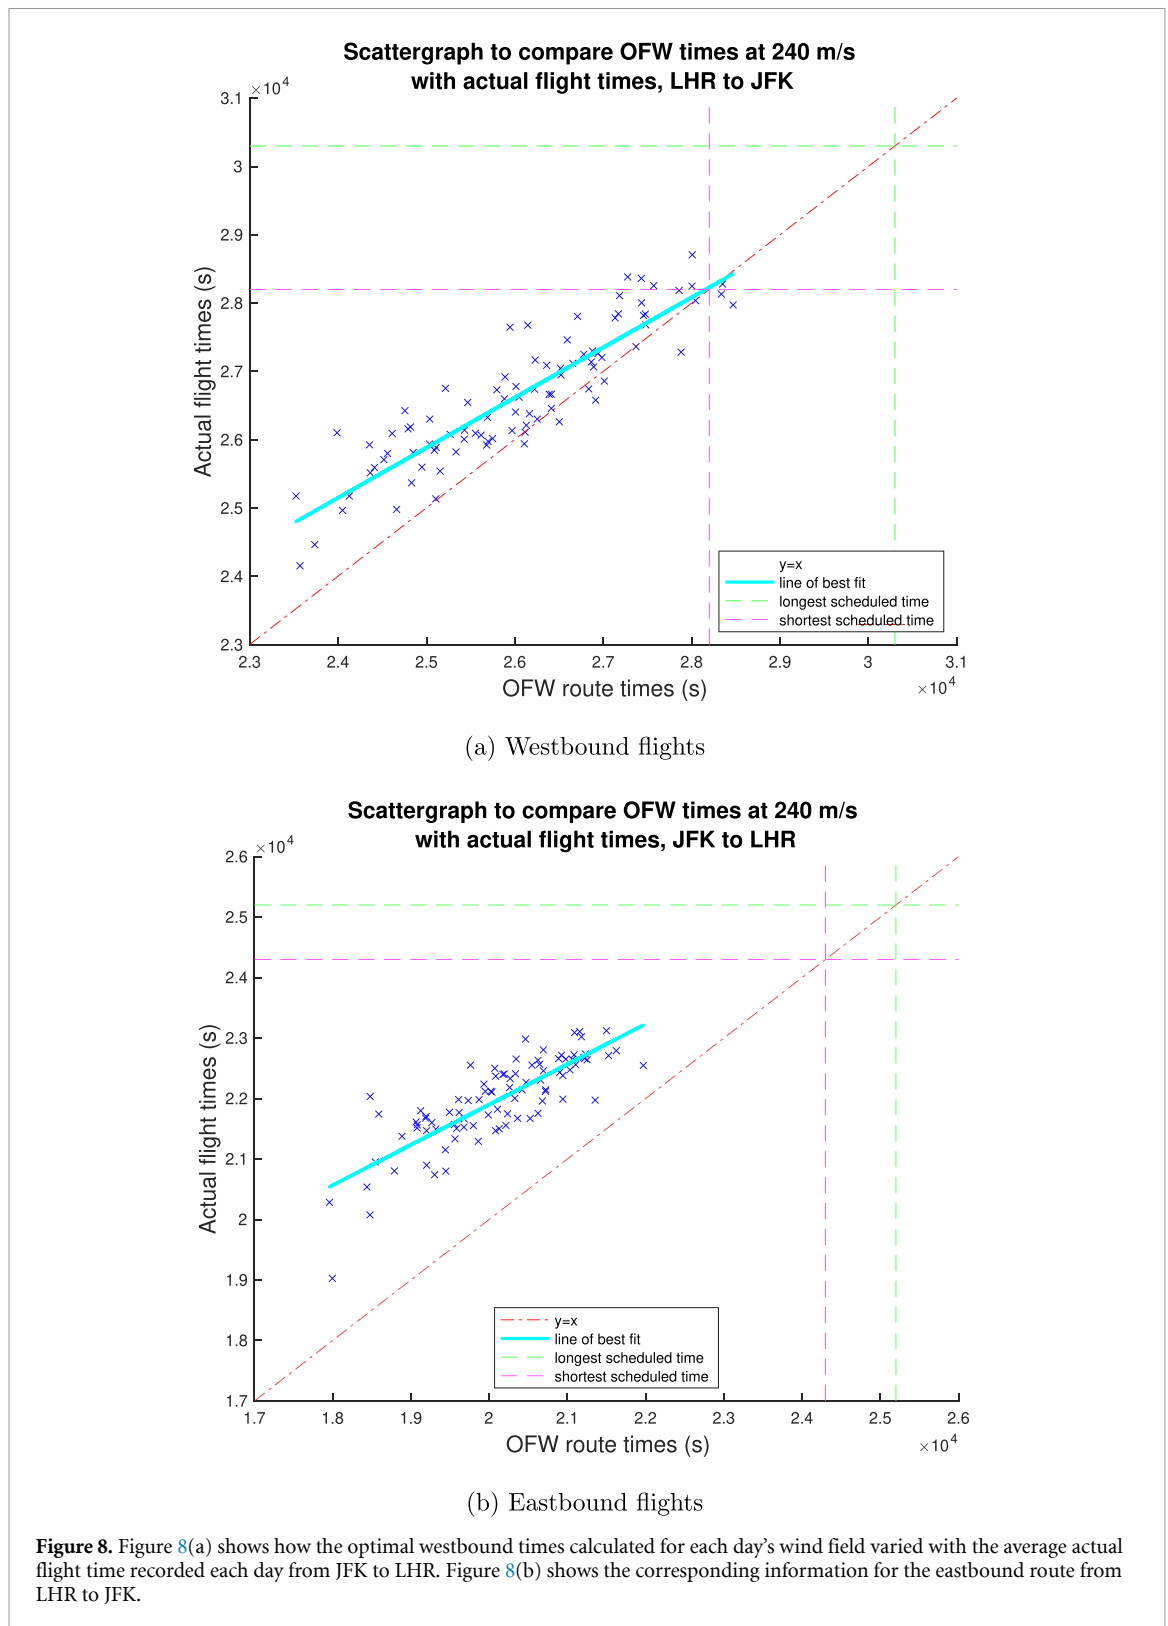 Scattergraph to compare OFW times at 240 m/s
with actual flight times, LHR to JFK
×10⁴
3.1
3
2.9
2.8
2.7
2.6
2.5
2.4
2.3
Actual flight times (s)
y=x
line of best fit
longest scheduled time
shortest scheduled time
2.3 2.4 2.5 2.6 2.7 2.8 2.9 3 3.1
OFW route times (s)
×10⁴
(a) Westbound flights
Scattergraph to compare OFW times at 240 m/s
with actual flight times, JFK to LHR
×10⁴
2.6
2.5
2.4
2.3
2.2
2.1
2
1.9
1.8
1.7
Actual flight times (s)
y=x
line of best fit
longest scheduled time
shortest scheduled time
1.7 1.8 1.9 2 2.1 2.2 2.3 2.4 2.5 2.6
OFW route times (s)
×10⁴
(b) Eastbound flights
Figure 8. Figure 8(a) shows how the optimal westbound times calculated for each day's wind field varied with the average actual
flight time recorded each day from JFK to LHR. Figure 8(b) shows the corresponding information for the eastbound route from
LHR to JFK.